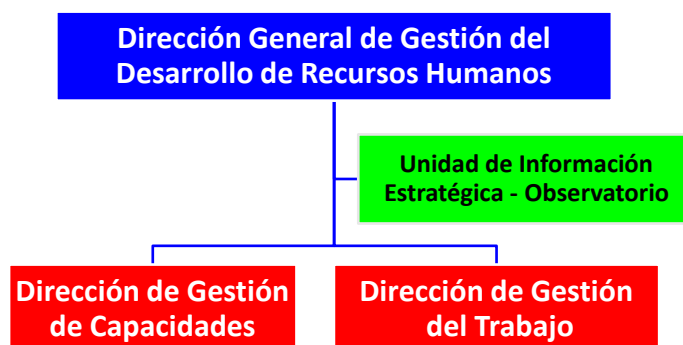 Dirección General de Gestión del
Desarrollo de Recursos Humanos
Unidad de Información
Estratégica - Observatorio
Dirección de Gestión
de Capacidades
Dirección de Gestión
del Trabajo